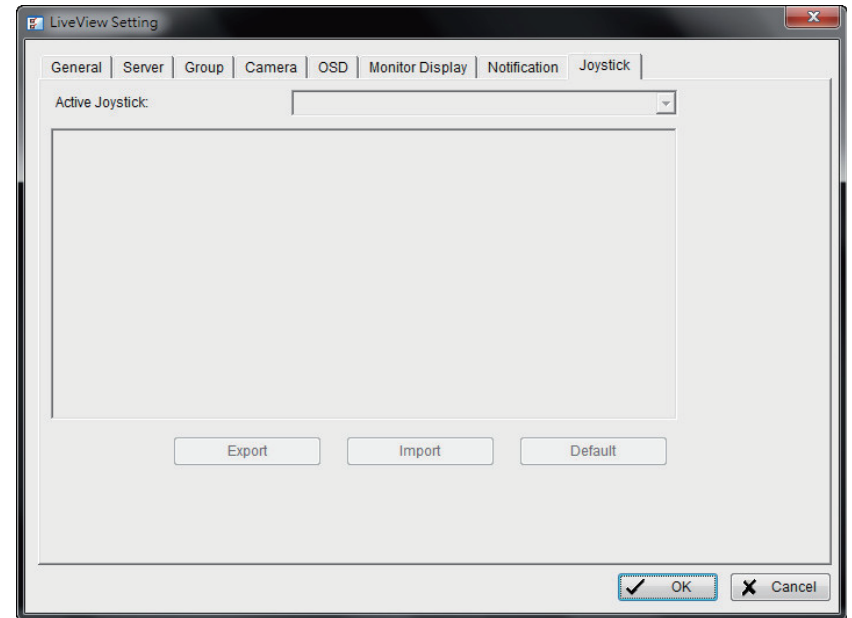 LiveView Setting
General Server Group Camera OSD Monitor Display Notification Joystick
Active Joystick:
Export Import Default
OK Cancel